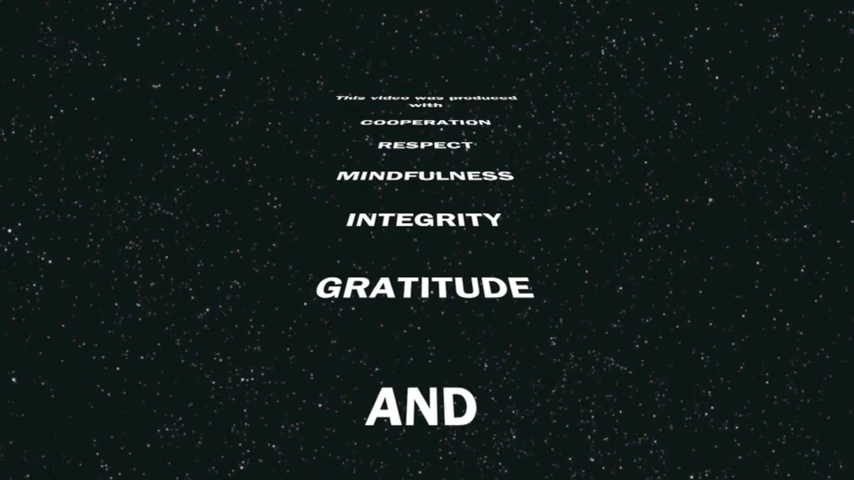 This video was produced
with
COOPERATION
RESPECT
MINDFULNESS
INTEGRITY
GRATITUDE
AND